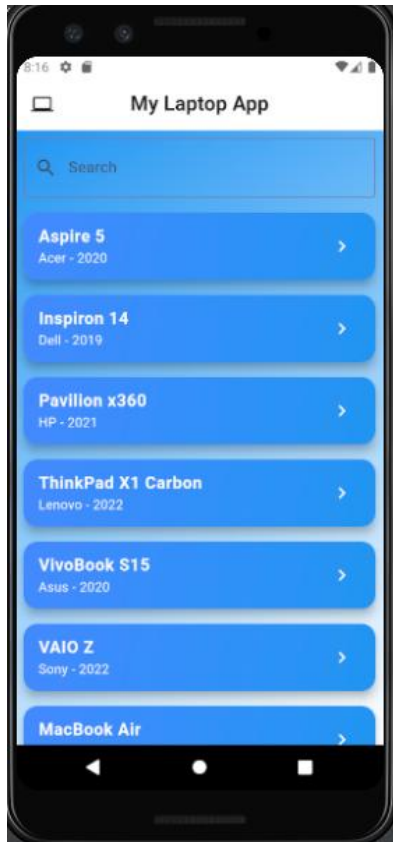 8:16
My Laptop App
Search
Aspire 5
Acer - 2020
Inspiron 14
Dell - 2019
Pavilion x360
HP - 2021
ThinkPad X1 Carbon
Lenovo - 2022
VivoBook S15
Asus - 2020
VAIO Z
Sony - 2022
MacBook Air